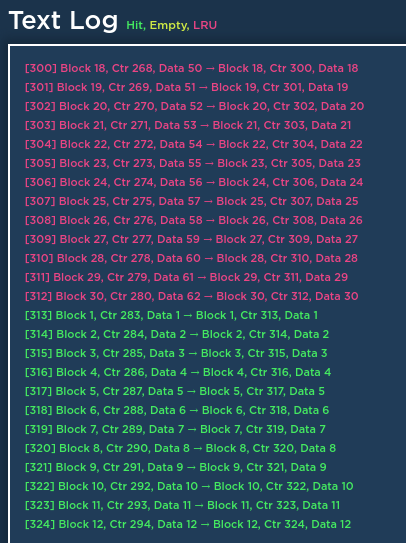 Text Log Hit, Empty, LRU
[300] Block 18, Ctr 268, Data 50 → Block 18, Ctr 300, Data 18
[301] Block 19, Ctr 269, Data 51 → Block 19, Ctr 301, Data 19
[302] Block 20, Ctr 270, Data 52 → Block 20, Ctr 302, Data 20
[303] Block 21, Ctr 271, Data 53 → Block 21, Ctr 303, Data 21
[304] Block 22, Ctr 272, Data 54 → Block 22, Ctr 304, Data 22
[305] Block 23, Ctr 273, Data 55 → Block 23, Ctr 305, Data 23
[306] Block 24, Ctr 274, Data 56 → Block 24, Ctr 306, Data 24
[307] Block 25, Ctr 275, Data 57 → Block 25, Ctr 307, Data 25
[308] Block 26, Ctr 276, Data 58 → Block 26, Ctr 308, Data 26
[309] Block 27, Ctr 277, Data 59 → Block 27, Ctr 309, Data 27
[310] Block 28, Ctr 278, Data 60 → Block 28, Ctr 310, Data 28
[311] Block 29, Ctr 279, Data 61 → Block 29, Ctr 311, Data 29
[312] Block 30, Ctr 280, Data 62 → Block 30, Ctr 312, Data 30
[313] Block 1, Ctr 283, Data 1 → Block 1, Ctr 313, Data 1
[314] Block 2, Ctr 284, Data 2 → Block 2, Ctr 314, Data 2
[315] Block 3, Ctr 285, Data 3 → Block 3, Ctr 315, Data 3
[316] Block 4, Ctr 286, Data 4 → Block 4, Ctr 316, Data 4
[317] Block 5, Ctr 287, Data 5 → Block 5, Ctr 317, Data 5
[318] Block 6, Ctr 288, Data 6 → Block 6, Ctr 318, Data 6
[319] Block 7, Ctr 289, Data 7 → Block 7, Ctr 319, Data 7
[320] Block 8, Ctr 290, Data 8 → Block 8, Ctr 320, Data 8
[321] Block 9, Ctr 291, Data 9 → Block 9, Ctr 321, Data 9
[322] Block 10, Ctr 292, Data 10 → Block 10, Ctr 322, Data 10
[323] Block 11, Ctr 293, Data 11 → Block 11, Ctr 323, Data 11
[324] Block 12, Ctr 294, Data 12 → Block 12, Ctr 324, Data 12